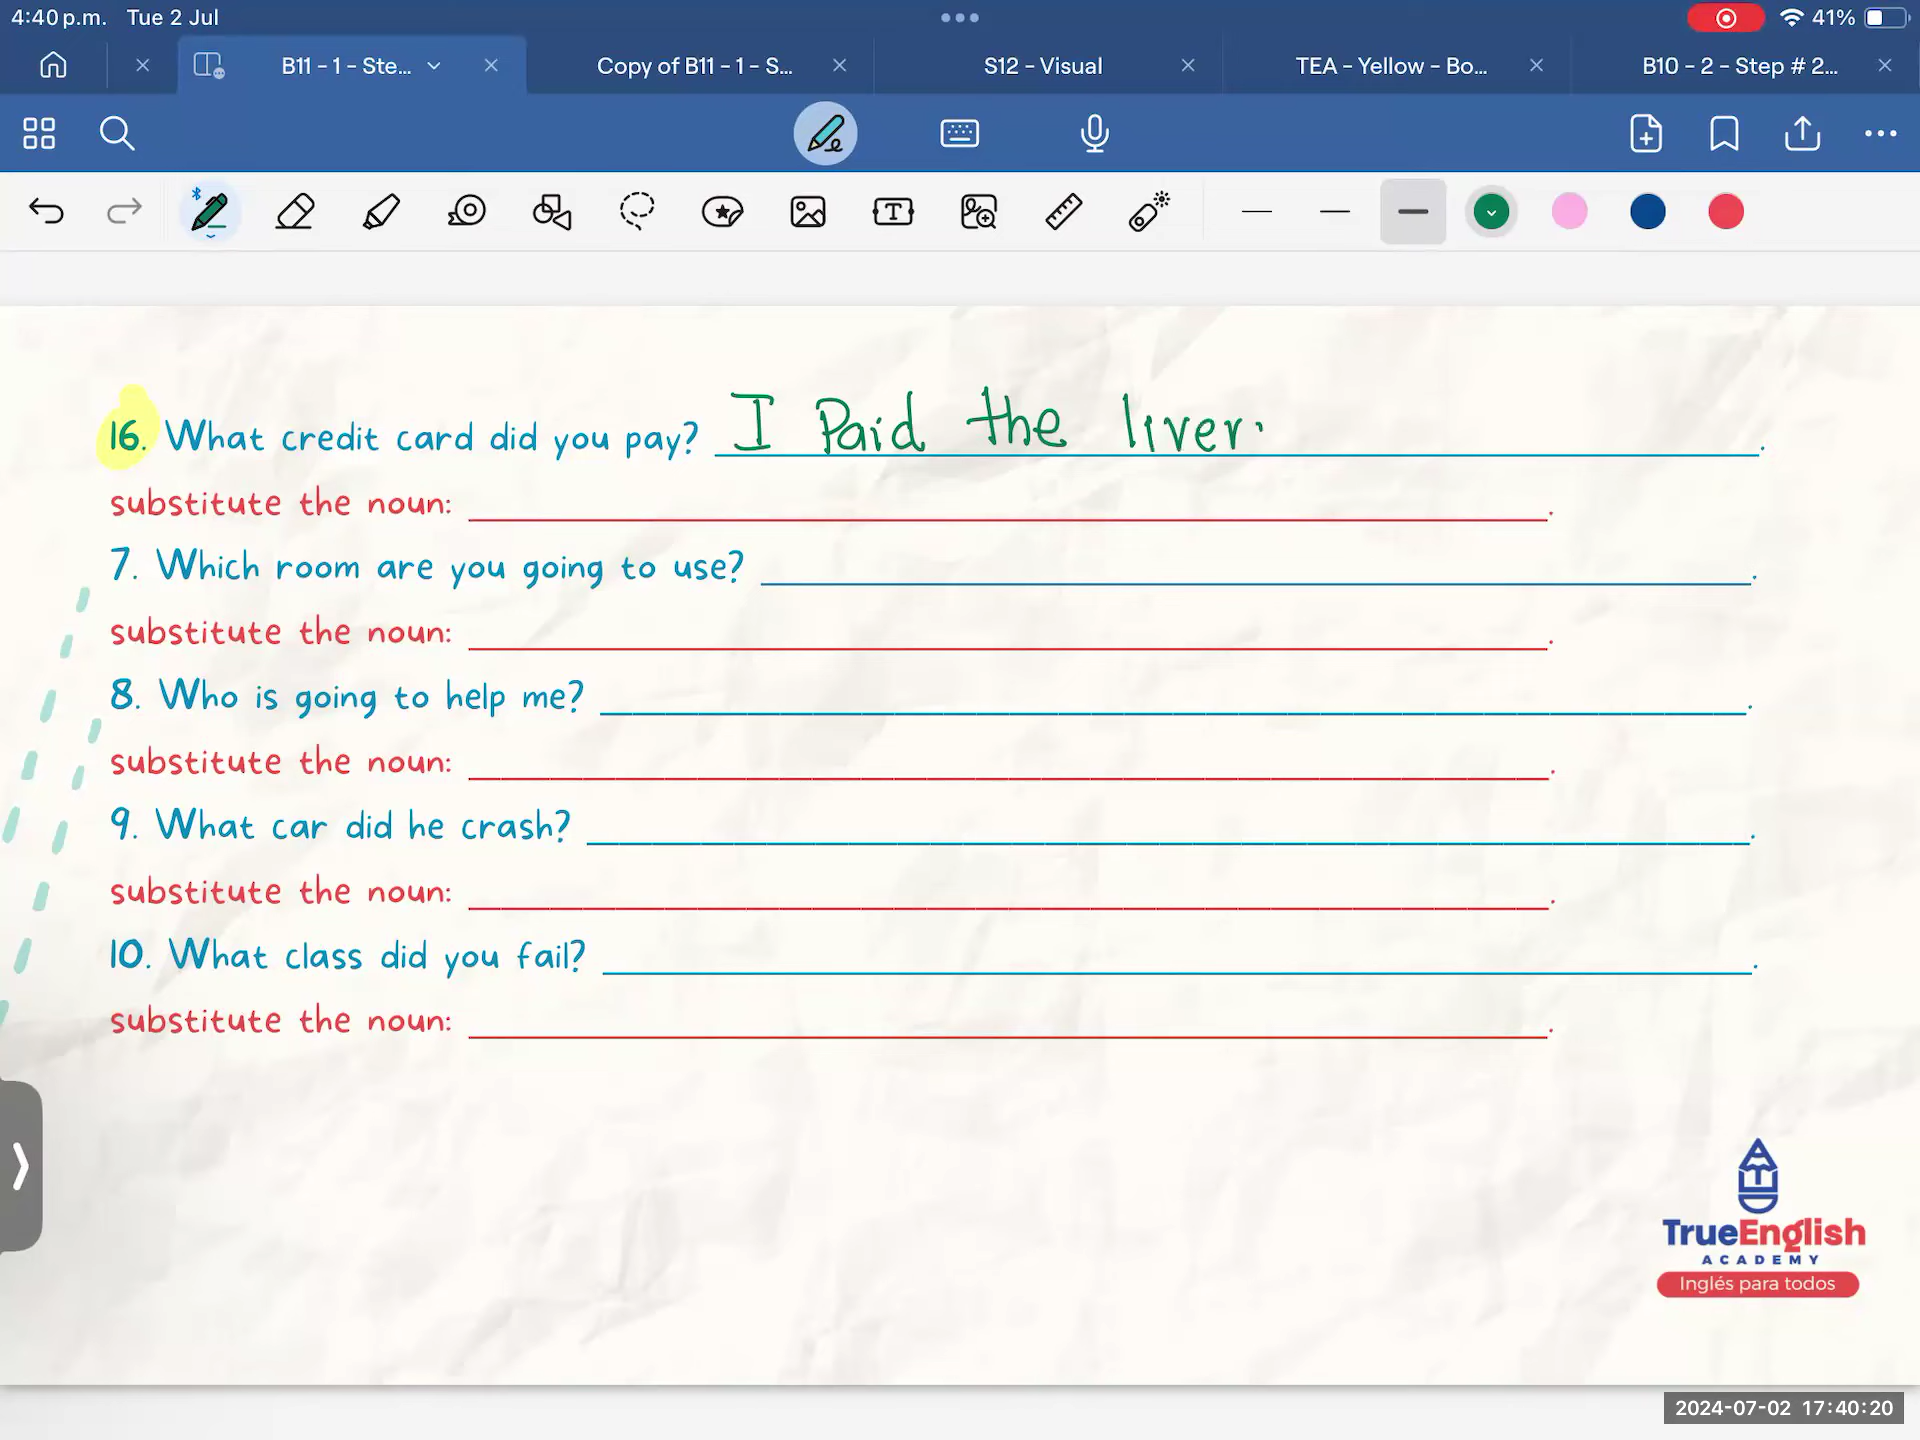 4:40 p.m. Tue 2 Jul 41%
B11 - 1 - Ste... Copy of B11 - 1 - S... S12 - Visual TEA - Yellow - Bo... B10 - 2 - Step # 2...
16. What credit card did you pay? I Paid the liver.
substitute the noun:
7. Which room are you going to use?
substitute the noun:
8. Who is going to help me?
substitute the noun:
9. What car did he crash?
substitute the noun:
10. What class did you fail?
substitute the noun:
TrueEnglish
ACADEMY
Inglés para todos
2024-07-02 17:40:20